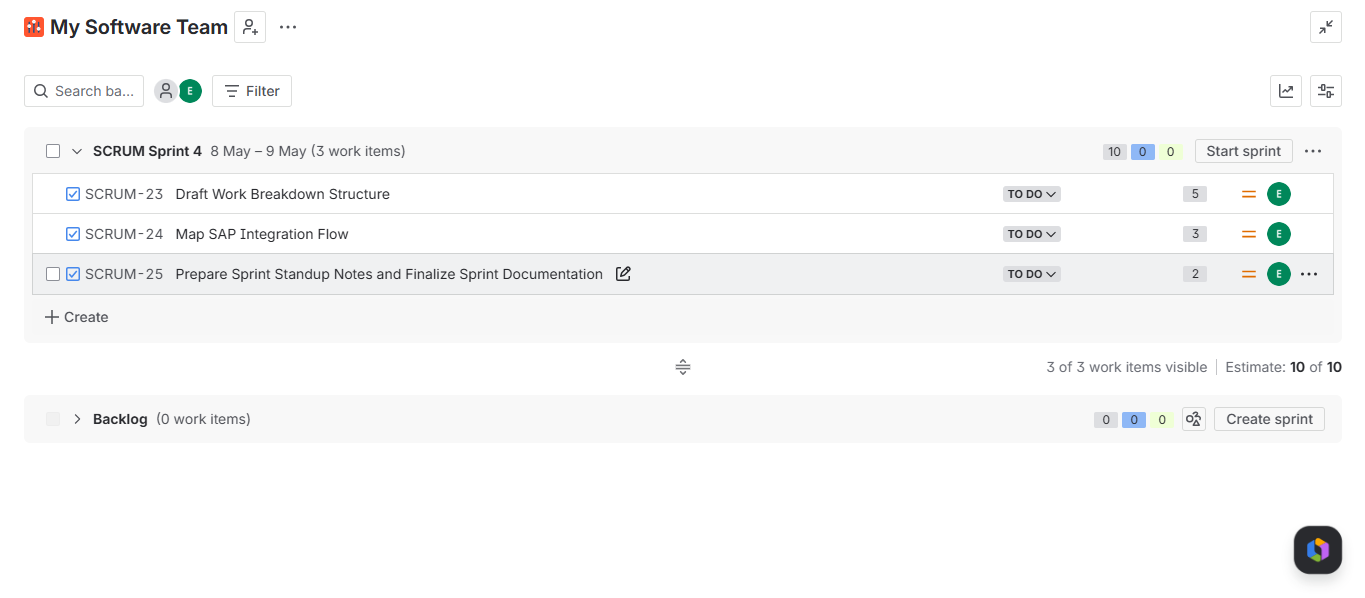 My Software Team
Search ba... E Filter
SCRUM Sprint 4 8 May – 9 May (3 work items) 10 0 0 Start sprint
SCRUM-23 Draft Work Breakdown Structure TO DO 5 E
SCRUM-24 Map SAP Integration Flow TO DO 3 E
SCRUM-25 Prepare Sprint Standup Notes and Finalize Sprint Documentation TO DO 2 E
Create
3 of 3 work items visible Estimate: 10 of 10
Backlog (0 work items) 0 0 0 Create sprint